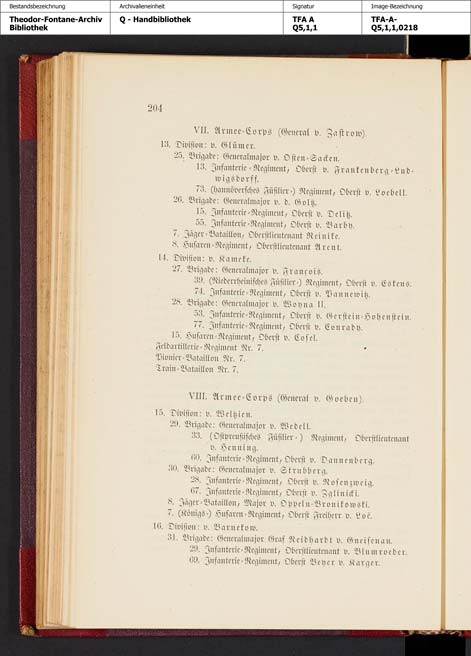 Bestandsbezeichnung Archivalieneinheit Signatur Image-Bezeichnung
Theodor-Fontane-Archiv Q - Handbibliothek TFA A TFA-A-
Bibliothek Q5,1,1 Q5,1,1,0218
204
VII. Armee-Corps (General v. Zastrow).
13. Division: v. Glümer.
25. Brigade: Generalmajor v. Osten-Sacken.
13. Infanterie-Regiment, Oberst v. Frankenberg-Lud-
wigsdorff.
73. (hannöversches Füsilier-) Regiment, Oberst v. Loebell.
26. Brigade: Generalmajor v. d. Goltz.
15. Infanterie-Regiment, Oberst v. Delitz.
55. Infanterie-Regiment, Oberst v. Barby.
7. Jäger-Bataillon, Oberstlieutenant Reinike.
8. Husaren-Regiment, Oberstlieutenant Arent.
14. Division: v. Kameke.
27. Brigade: Generalmajor v. François.
39. (Niederrheinisches Füsilier-) Regiment, Oberst v. Eskens.
74. Infanterie-Regiment, Oberst v. Pannewitz.
28. Brigade: Generalmajor v. Woyna II.
53. Infanterie-Regiment, Oberst v. Gerstein-Hohenstein.
77. Infanterie-Regiment, Oberst v. Conrady.
15. Husaren-Regiment, Oberst v. Cosel.
Feldartillerie-Regiment Nr. 7.
Pionier-Bataillon Nr. 7.
Train-Bataillon Nr. 7.
VIII. Armee-Corps (General v. Goeben).
15. Division: v. Weltzien.
29. Brigade: Generalmajor v. Wedell.
33. (Ostpreußisches Füsilier-) Regiment, Oberstlieutenant
v. Henning.
60. Infanterie-Regiment, Oberst v. Dannenberg.
30. Brigade: Generalmajor v. Strubberg.
28. Infanterie-Regiment, Oberst v. Rosenzweig.
67. Infanterie-Regiment, Oberst v. Zglinicki.
8. Jäger-Bataillon, Major v. Oppeln-Bronikowski.
7. (Königs-) Husaren-Regiment, Oberst Freiherr v. Loë.
16. Division: v. Barnekow.
31. Brigade: Generalmajor Graf Neidhardt v. Gneisenau.
29. Infanterie-Regiment, Oberstlieutenant v. Blumroeder.
69. Infanterie-Regiment, Oberst Beyer v. Karger.